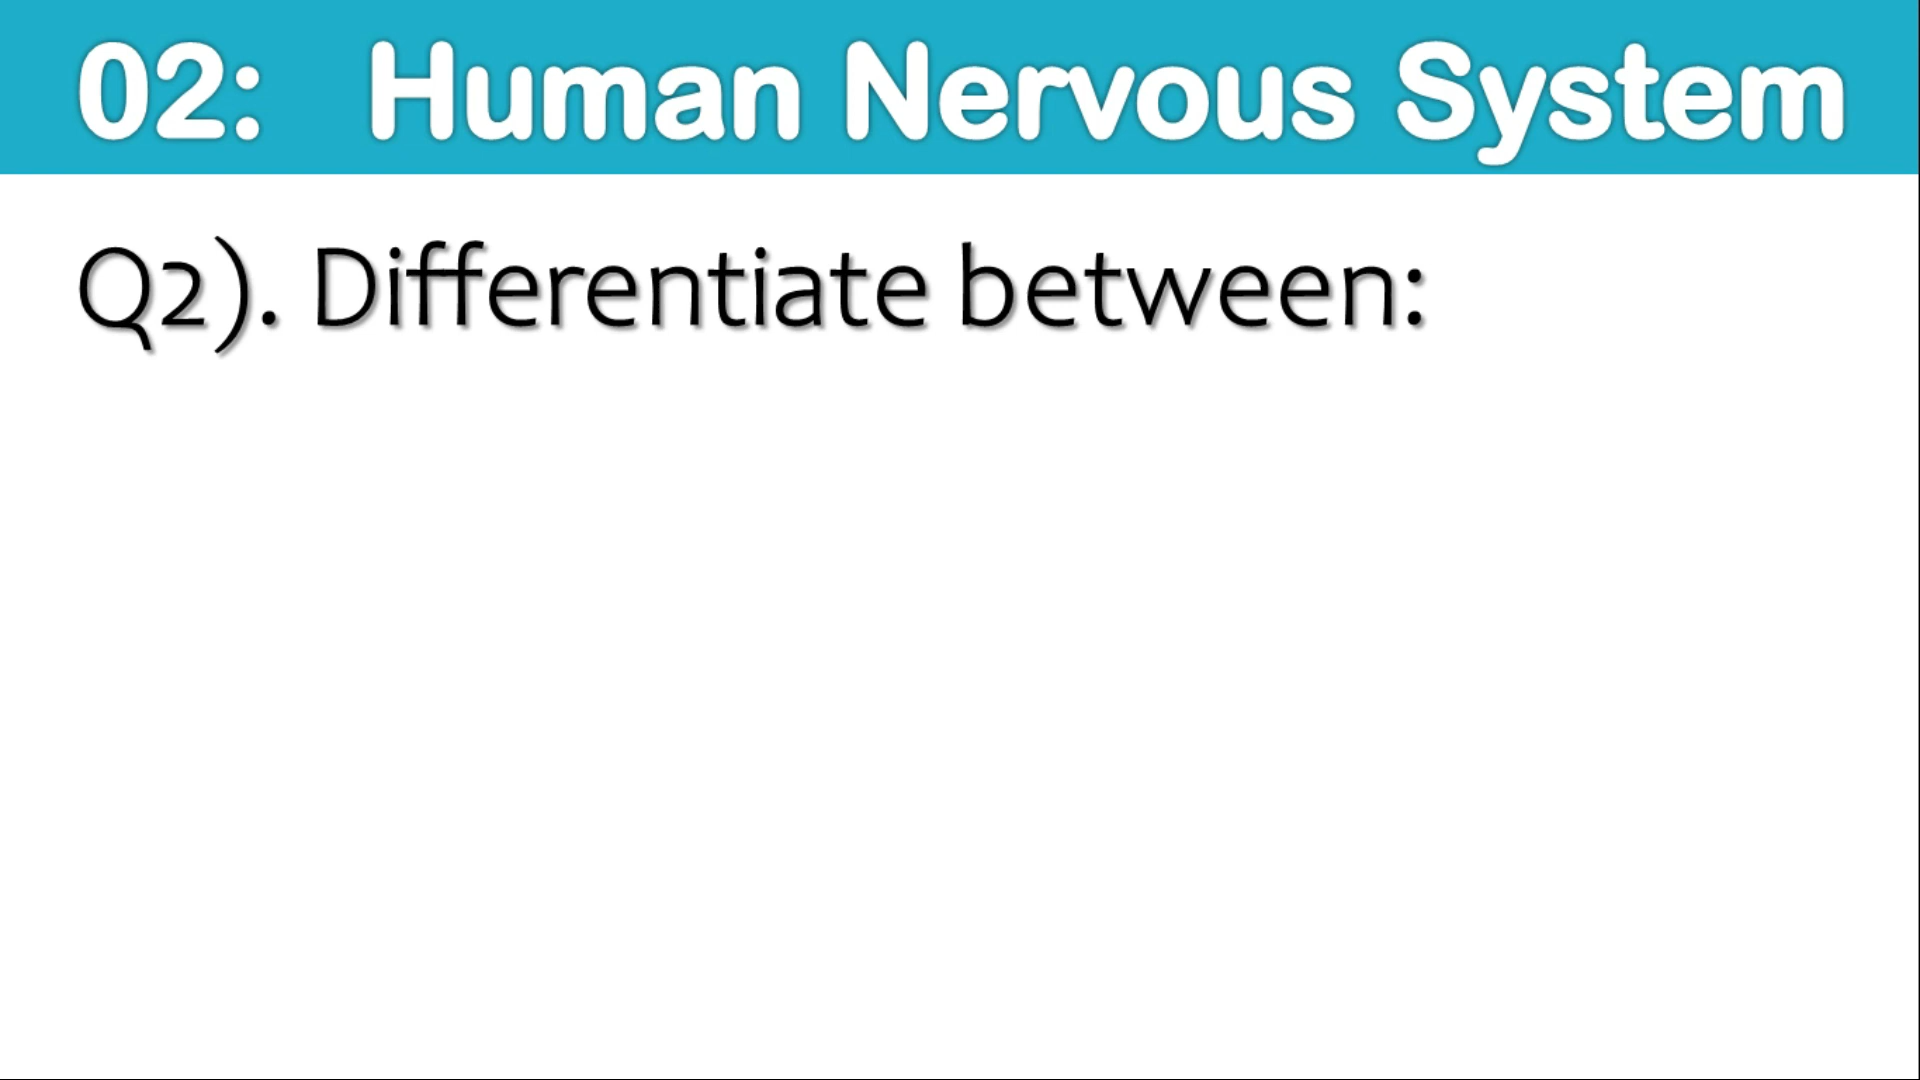 02: Human Nervous System
Q2). Differentiate between: